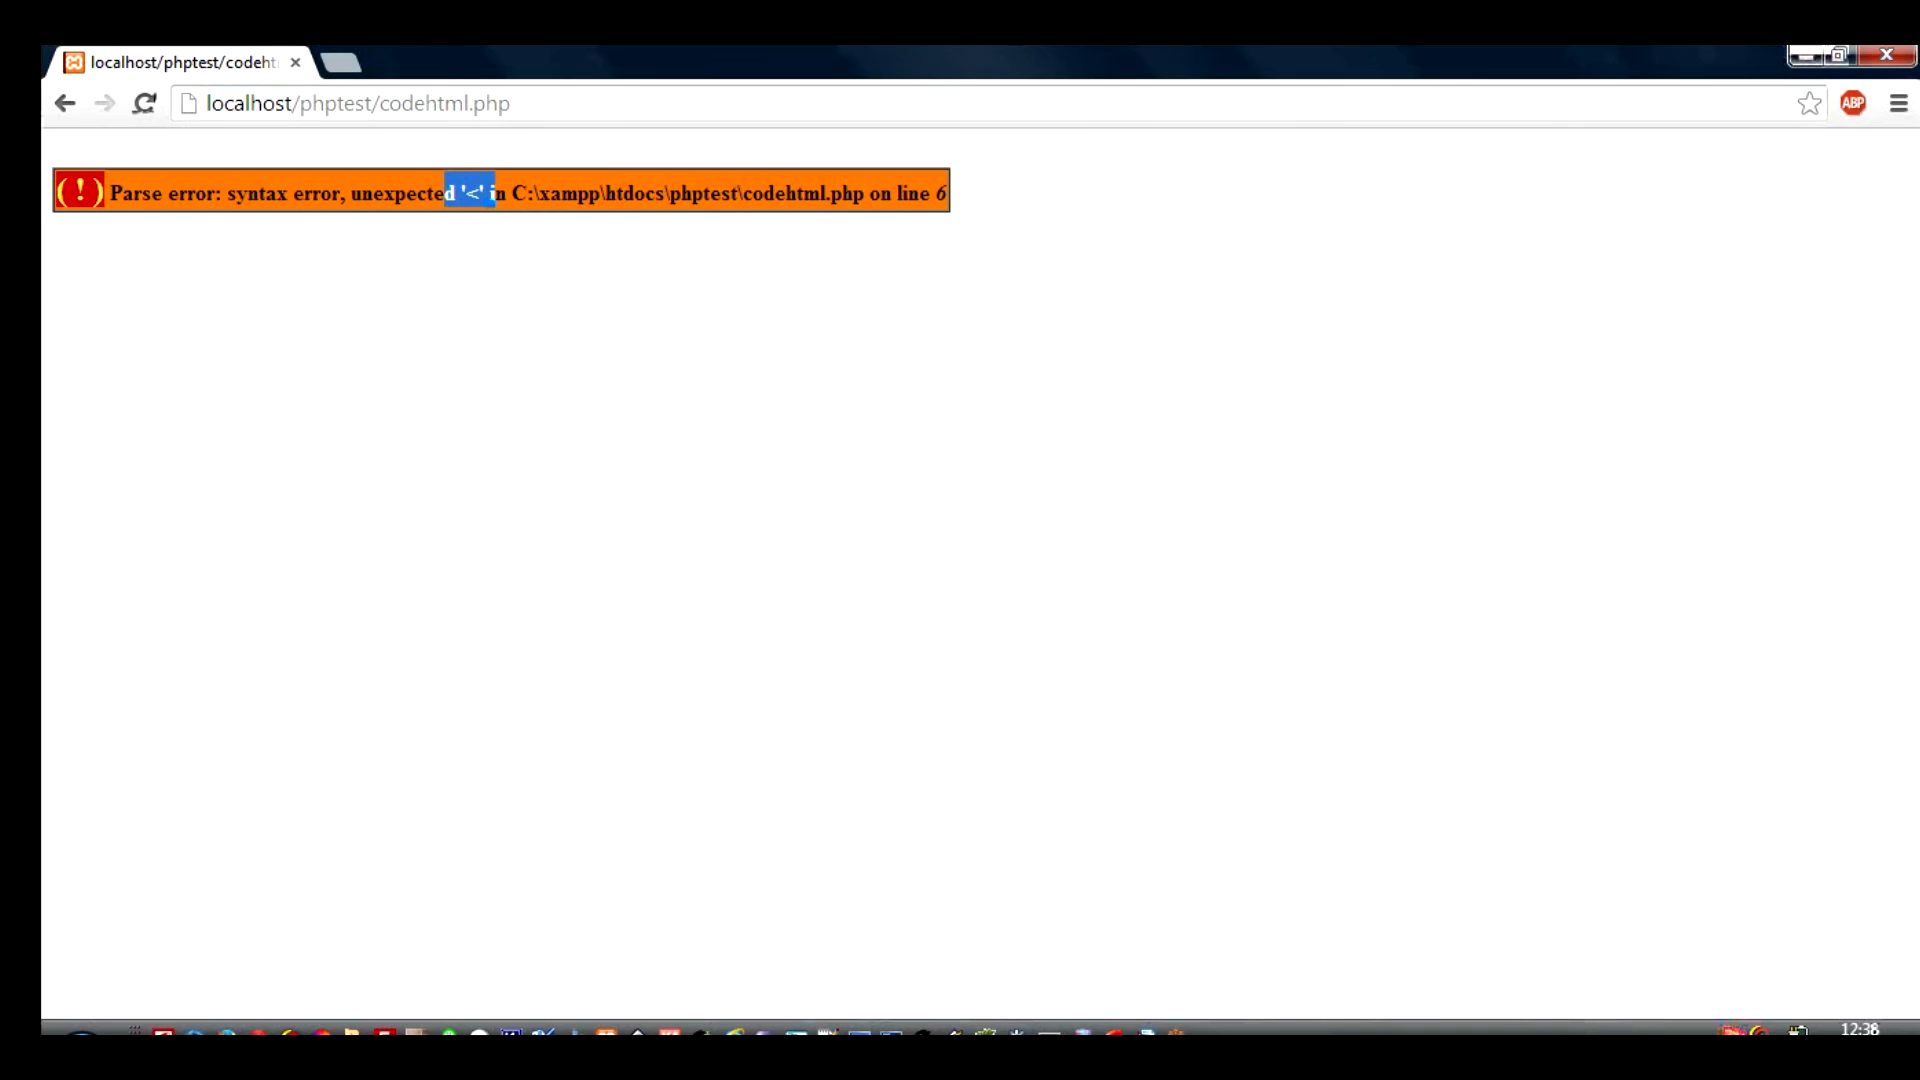 localhost/phptest/codeht
localhost/phptest/codehtml.php
ABP
( ! ) Parse error: syntax error, unexpected '<' in C:\xampp\htdocs\phptest\codehtml.php on line 6
12:38